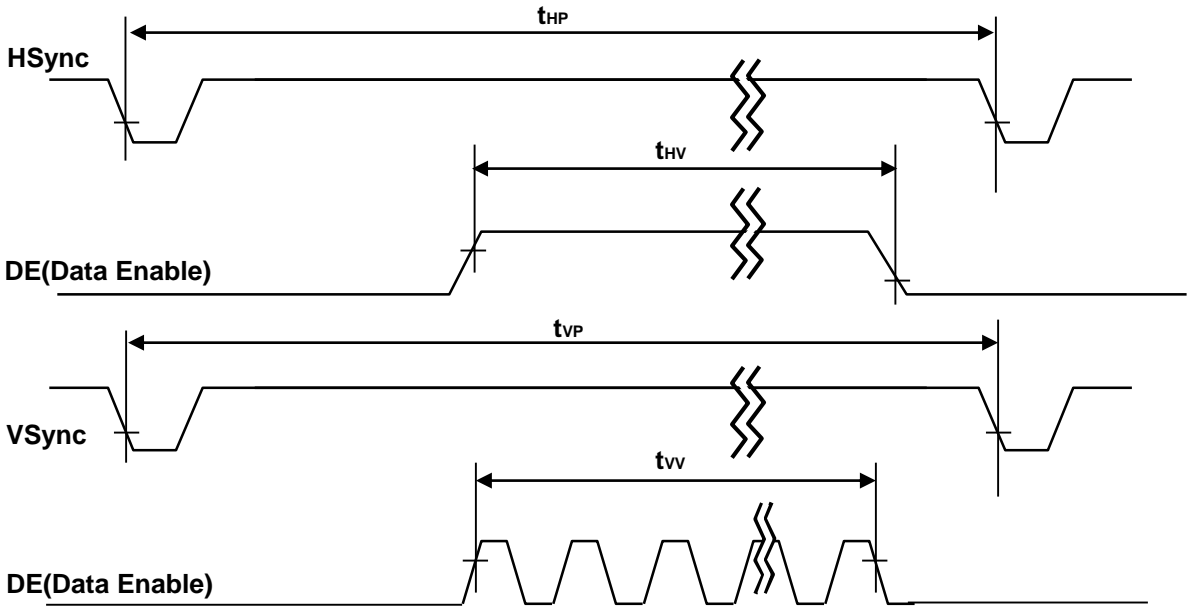 tHP
HSync
tHV
DE(Data Enable)
tVP
VSync
tVV
DE(Data Enable)